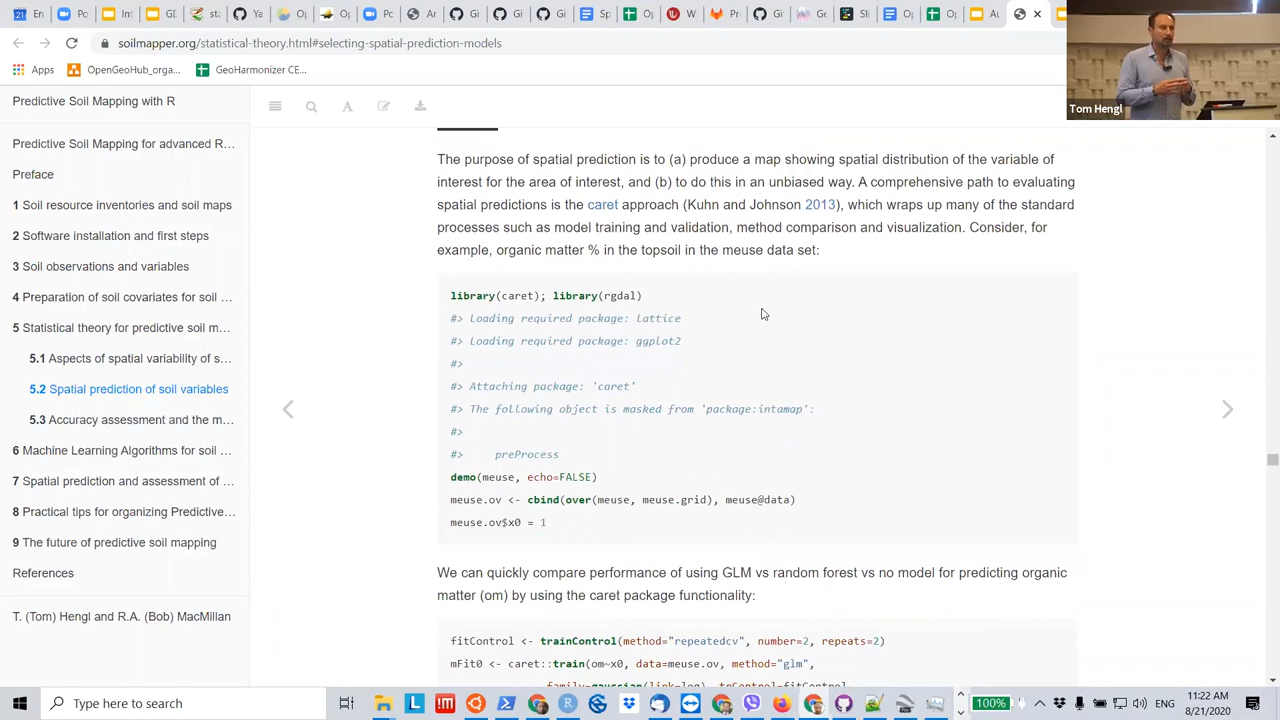 soilmapper.org/statistical-theory.html#selecting-spatial-prediction-models
Apps
OpenGeoHub_orga...
GeoHarmonizer CE...
Tom Hengl
Predictive Soil Mapping with R
Predictive Soil Mapping for advanced R...
Preface
1 Soil resource inventories and soil maps
2 Software installation and first steps
3 Soil observations and variables
4 Preparation of soil covariates for soil ...
5 Statistical theory for predictive soil m...
5.1 Aspects of spatial variability of s...
5.2 Spatial prediction of soil variables
5.3 Accuracy assessment and the m...
6 Machine Learning Algorithms for soil ...
7 Spatial prediction and assessment of ...
8 Practical tips for organizing Predictive...
9 The future of predictive soil mapping
References
T. (Tom) Hengl and R.A. (Bob) MacMillan
The purpose of spatial prediction is to (a) produce a map showing spatial distribution of the variable of
interest for the area of interest, and (b) to do this in an unbiased way. A comprehensive path to evaluating
spatial predictions is the caret approach (Kuhn and Johnson 2013), which wraps up many of the standard
processes such as model training and validation, method comparison and visualization. Consider, for
example, organic matter % in the topsoil in the meuse data set:
library(caret); library(rgdal)
#> Loading required package: lattice
#> Loading required package: ggplot2
#>
#> Attaching package: 'caret'
#> The following object is masked from 'package:intamap':
#>
#>     preProcess
demo(meuse, echo=FALSE)
meuse.ov <- cbind(over(meuse, meuse.grid), meuse@data)
meuse.ov$x0 = 1
We can quickly compare performance of using GLM vs random forest vs no model for predicting organic
matter (om) by using the caret package functionality:
fitControl <- trainControl(method="repeatedcv", number=2, repeats=2)
mFit0 <- caret::train(om~x0, data=meuse.ov, method="glm",
family=gaussian(link=log), trControl=fitControl
Type here to search
100%
ENG
11:22 AM
8/21/2020